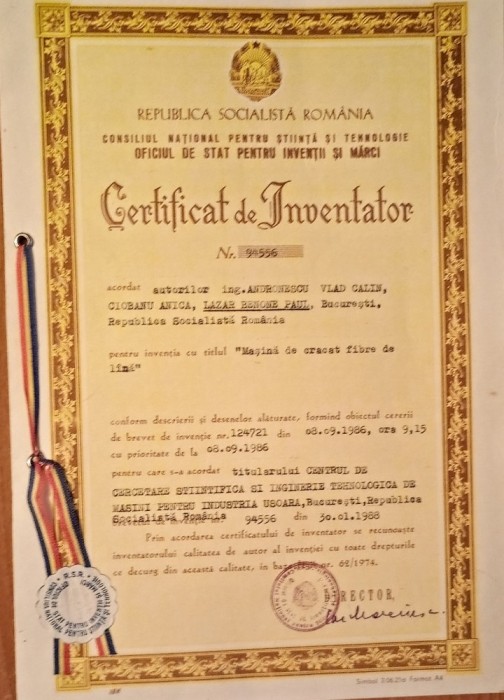 REPUBLICA SOCIALISTĂ ROMÂNIA
CONSILIUL NAȚIONAL PENTRU ȘTIINȚĂ ȘI TEHNOLOGIE
OFICIUL DE STAT PENTRU INVENȚII ȘI MĂRCI
Certificat de Inventator
Nr. 94556
acordat autorilor ing.ANDRONESCU VLAD CALIN,
CIOBANU ANICA, LAZAR BENONE PAUL, București,
Republica Socialistă România
pentru invenția cu titlul "Mașină de cracat fibre de
lînă"
conform descrierii și desenelor alăturate, formind obiectul cererii
de brevet de invenție nr. 124721 din 08.09.1986, ora 9,15
cu prioritate de la 08.09.1986
pentru care s-a acordat titularului CENTRUL DE
CERCETARE STIINTIFICA SI INGINERIE TEHNOLOGICA DE
MASINI PENTRU INDUSTRIA USOARA, București, Republica
Socialistă România
nr. 94556 din 30.01.1988
Prin acordarea certificatului de inventator se recunoaște
inventatorului calitatea de autor al invenției cu toate drepturile
ce decurg din această calitate, în nr. 62/1974.
DIRECTOR,
R.S.R.